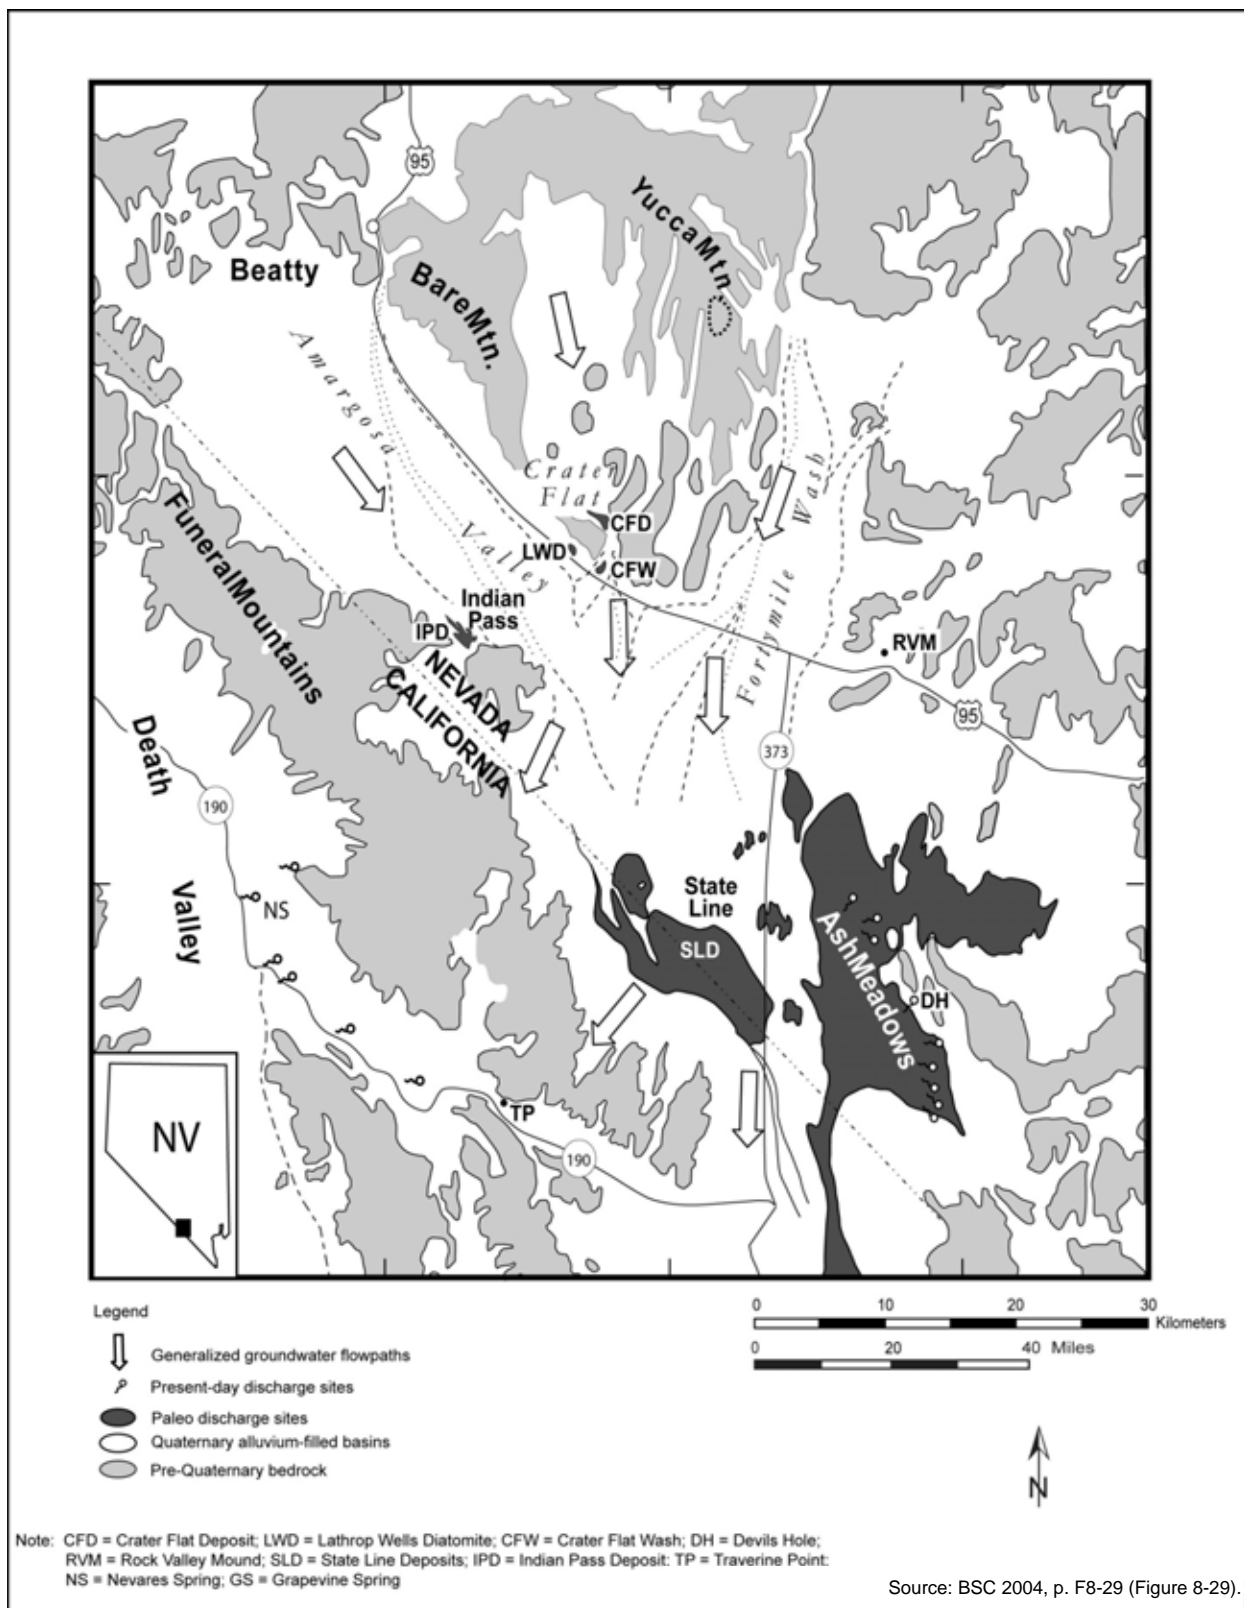 95
YuccaMtn.
Beatty
BareMtn.
Amargosa
Valley
Crater
Flat
CFD
LWD
CFW
Fortymile Wash
FuneralMountains
Indian
Pass
IPD
NEVADA
CALIFORNIA
RVM
95
373
Death
Valley
190
NS
State
Line
SLD
AshMeadows
DH
TP
190
NV
Legend
Generalized groundwater flowpaths
Present-day discharge sites
Paleo discharge sites
Quaternary alluvium-filled basins
Pre-Quaternary bedrock
0 10 20 30
Kilometers
0 20 40 Miles
N
Note: CFD = Crater Flat Deposit; LWD = Lathrop Wells Diatomite; CFW = Crater Flat Wash; DH = Devils Hole;
RVM = Rock Valley Mound; SLD = State Line Deposits; IPD = Indian Pass Deposit: TP = Traverine Point:
NS = Nevares Spring; GS = Grapevine Spring
Source: BSC 2004, p. F8-29 (Figure 8-29).